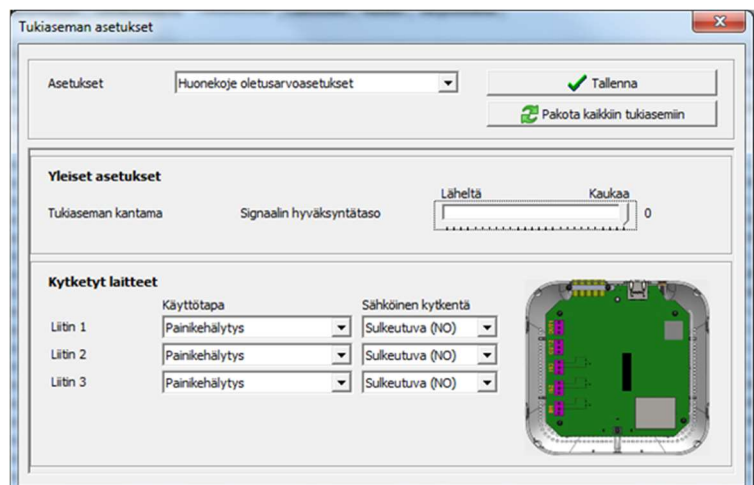 Tukiaseman asetukset
Asetukset Huonekoje oletusarvoasetukset Tallenna
Pakota kaikkiin tukiasemiin
Yleiset asetukset
Läheltä Kaukaa
Tukiaseman kantama Signaalin hyväksyntätaso 0
Kytketyt laitteet
Käyttötapa Sähköinen kytkentä
Liitin 1 Painikehälytys Sulkeutuva (NO)
Liitin 2 Painikehälytys Sulkeutuva (NO)
Liitin 3 Painikehälytys Sulkeutuva (NO)